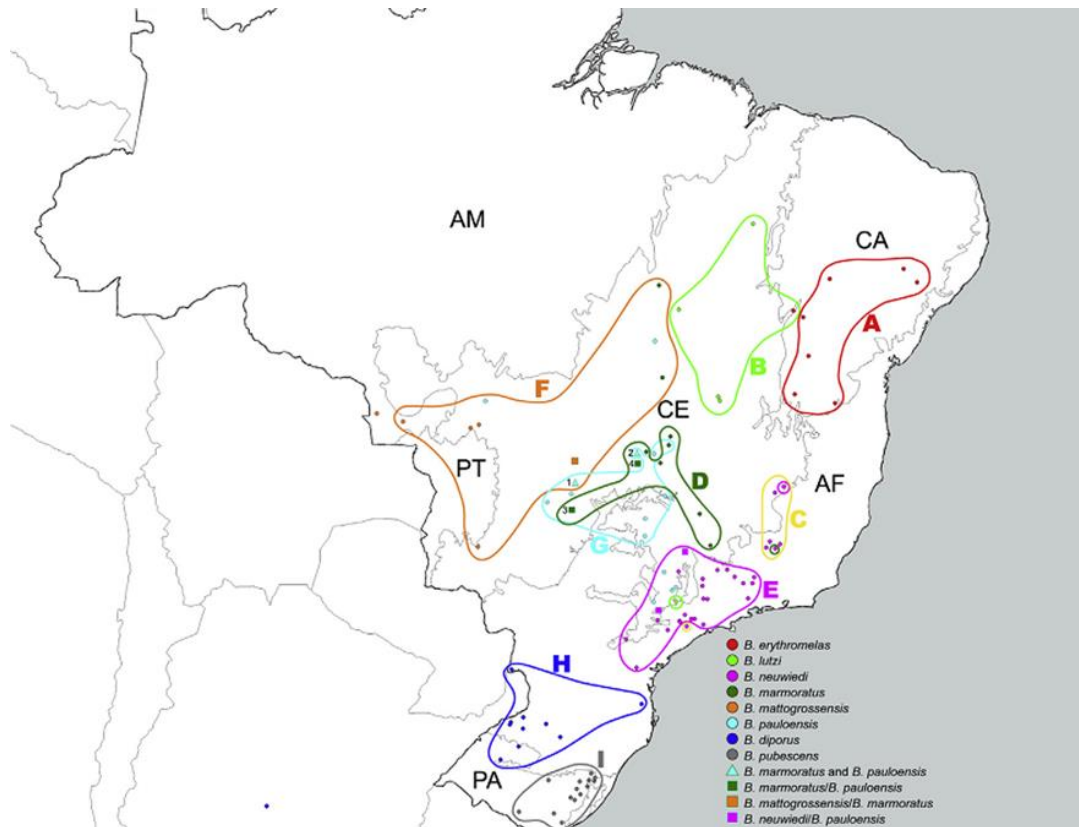 AM
CA
A
B
F
CE
PT
2
4
1
3
D
AF
C
G
E
B. erythromelas
B. lutzi
B. neuwiedi
B. marmoratus
B. mattogrossensis
B. pauloensis
B. diporus
B. pubescens
B. marmoratus and B. pauloensis
B. marmoratus/B. pauloensis
B. mattogrossensis/B. marmoratus
B. neuwiedi/B. pauloensis
H
I
PA